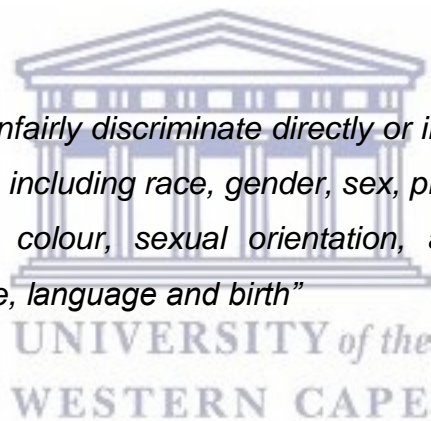 nfairly discriminate directly or i
including race, gender, sex, p
colour, sexual orientation,
e, language and birth”
UNIVERSITY of the
WESTERN CAPE